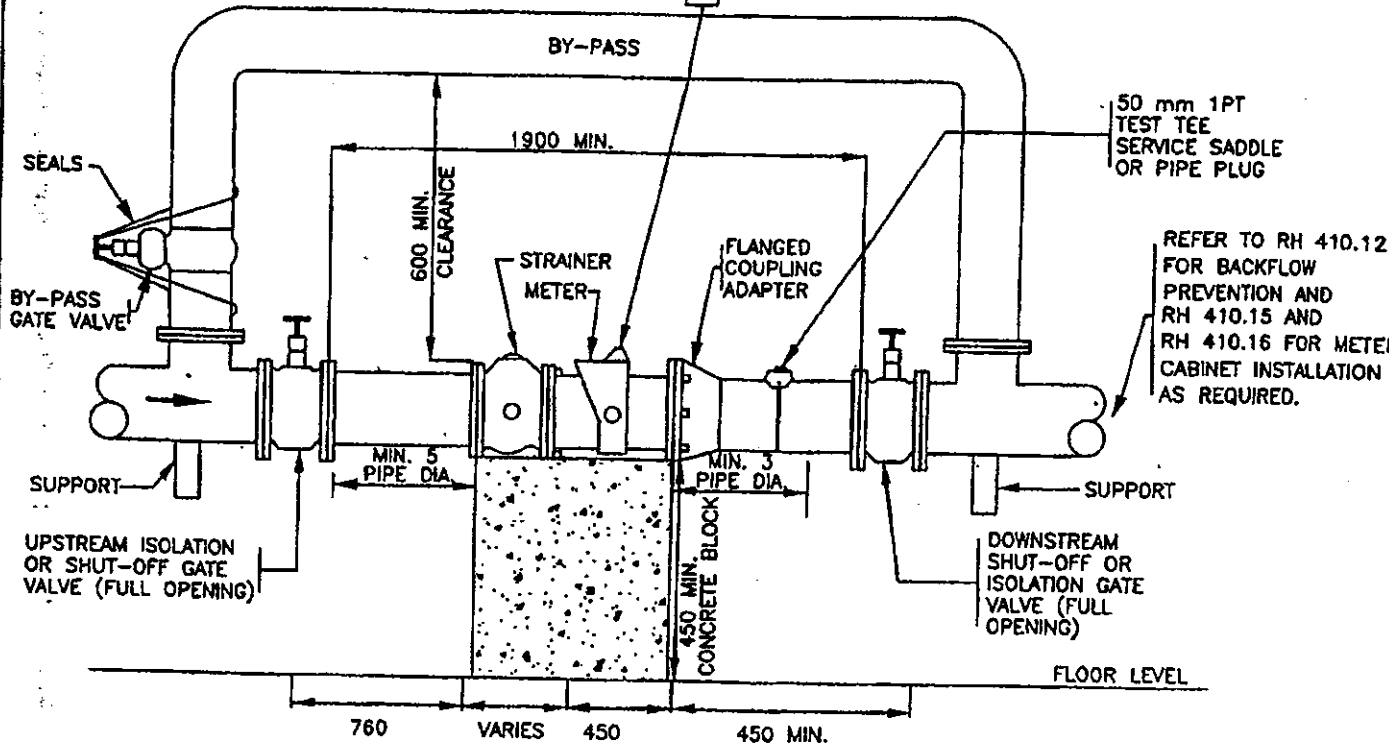 BY-PASS
50 mm 1PT
TEST TEE
SERVICE SADDLE
OR PIPE PLUG
1900 MIN.
SEALS
600 MIN.
CLEARANCE
REFER TO RH 410.12
FOR BACKFLOW
PREVENTION AND
RH 410.15 AND
RH 410.16 FOR METER
CABINET INSTALLATION
AS REQUIRED.
STRAINER
METER
FLANGED
COUPLING
ADAPTER
BY-PASS
GATE VALVE
MIN. 5
PIPE DIA
MIN. 3
PIPE DIA
SUPPORT
SUPPORT
UPSTREAM ISOLATION
OR SHUT-OFF GATE
VALVE (FULL OPENING)
450 MIN.
CONCRETE BLOCK
DOWNSTREAM
SHUT-OFF OR
ISOLATION GATE
VALVE (FULL
OPENING)
FLOOR LEVEL
760
VARIES
450
450 MIN.